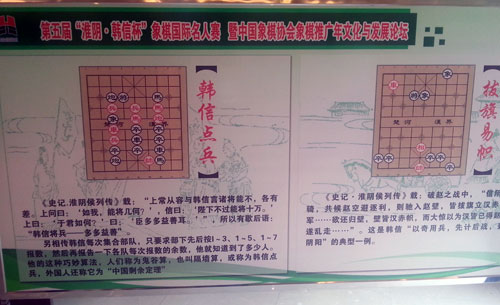 第五届“淮阴·韩信杯”象棋国际名人赛 暨中国象棋协会象棋推广年文化与发展论坛
【韩信点兵】
《史记.淮阴侯列传》载：“上常从容与韩信言诸将能不，各有
差。上问曰：‘如我，能将几何？’，信曰：‘陛下不过能将十万。’
上曰：‘于君如何？’曰：‘臣多多益善耳。’所以有歇后语：
“韩信将兵——多多益善”。
另相传韩信每次集合部队，只要求部下先后按1-3、1-5、1-7
报数，然后再报告一下各队每次报数的余数，他就知道到了多少人。
他的这种巧妙算法，人们称为鬼谷算，也叫隔墙算，或称为韩信点
兵，外国人还称它为“中国剩余定理”
【拔旗易帜
《史记·淮阴侯列传》载：破赵之战中，“信所
骑，共候赵空逐利，则驰入赵壁，皆拔旗立汉赤
军……欲还归壁，壁皆汉赤帜，而大惊以为汉皆已得
遂乱走……”。这是韩信“以奇用兵，先计后战，
阴阳”的典型一例。